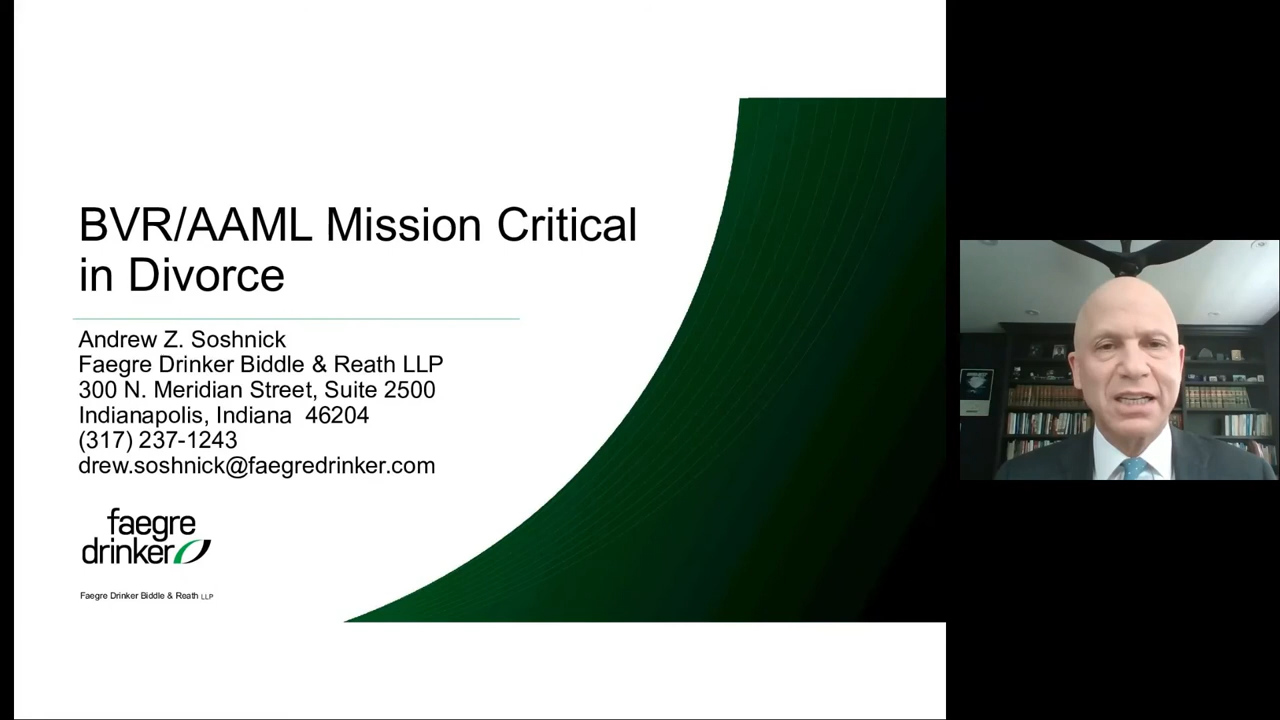 BVR/AAML Mission Critical
in Divorce
Andrew Z. Soshnick
Faegre Drinker Biddle & Reath LLP
300 N. Meridian Street, Suite 2500
Indianapolis, Indiana 46204
(317) 237-1243
drew.soshnick@faegredrinker.com
faegre
drinker
Faegre Drinker Biddle & Reath LLP